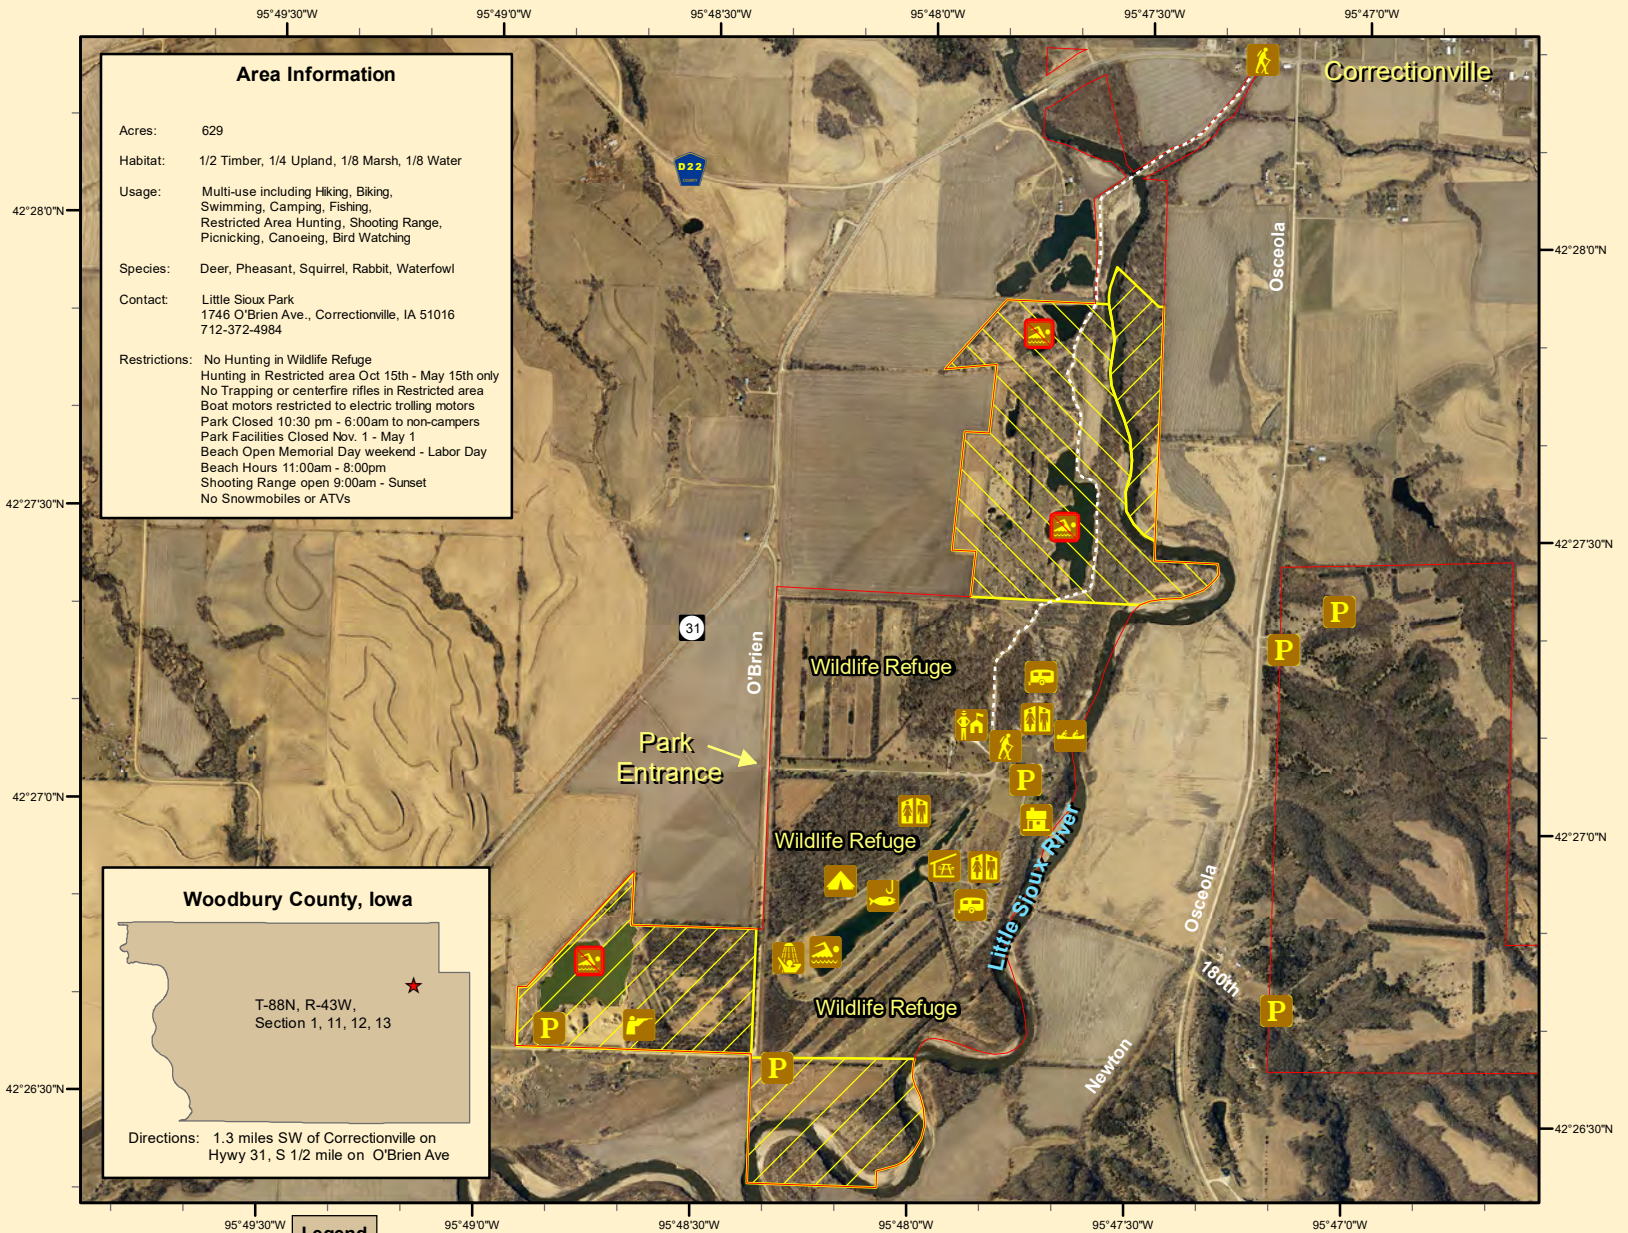 95°49'30"W
95°49'0"W
95°48'30"W
95°48'0"W
95°47'30"W
95°47'0"W
Area Information
Acres: 629
Habitat: 1/2 Timber, 1/4 Upland, 1/8 Marsh, 1/8 Water
Usage: Multi-use including Hiking, Biking,
Swimming, Camping, Fishing,
Restricted Area Hunting, Shooting Range,
Picnicking, Canoeing, Bird Watching
Species: Deer, Pheasant, Squirrel, Rabbit, Waterfowl
Contact: Little Sioux Park
1746 O'Brien Ave., Correctionville, IA 51016
712-372-4984
Restrictions: No Hunting in Wildlife Refuge
Hunting in Restricted area Oct 15th - May 15th only
No Trapping or centerfire rifles in Restricted area
Boat motors restricted to electric trolling motors
Park Closed 10:30 pm - 6:00am to non-campers
Park Facilities Closed Nov. 1 - May 1
Beach Open Memorial Day weekend - Labor Day
Beach Hours 11:00am - 8:00pm
Shooting Range open 9:00am - Sunset
No Snowmobiles or ATVs
Correctionville
D22
COUNTY
42°28'0"N
42°28'0"N
Osceola
42°27'30"N
42°27'30"N
31
O'Brien
P
P
Wildlife Refuge
Park
Entrance
P
42°27'0"N
42°27'0"N
Wildlife Refuge
Little Sioux River
Osceola
180th
P
Wildlife Refuge
P
P
Newton
42°26'30"N
42°26'30"N
Woodbury County, Iowa
T-88N, R-43W,
Section 1, 11, 12, 13
Directions: 1.3 miles SW of Correctionville on
Hywy 31, S 1/2 mile on O'Brien Ave
95°49'30"W
95°49'0"W
95°48'30"W
95°48'0"W
95°47'30"W
95°47'0"W
Legend